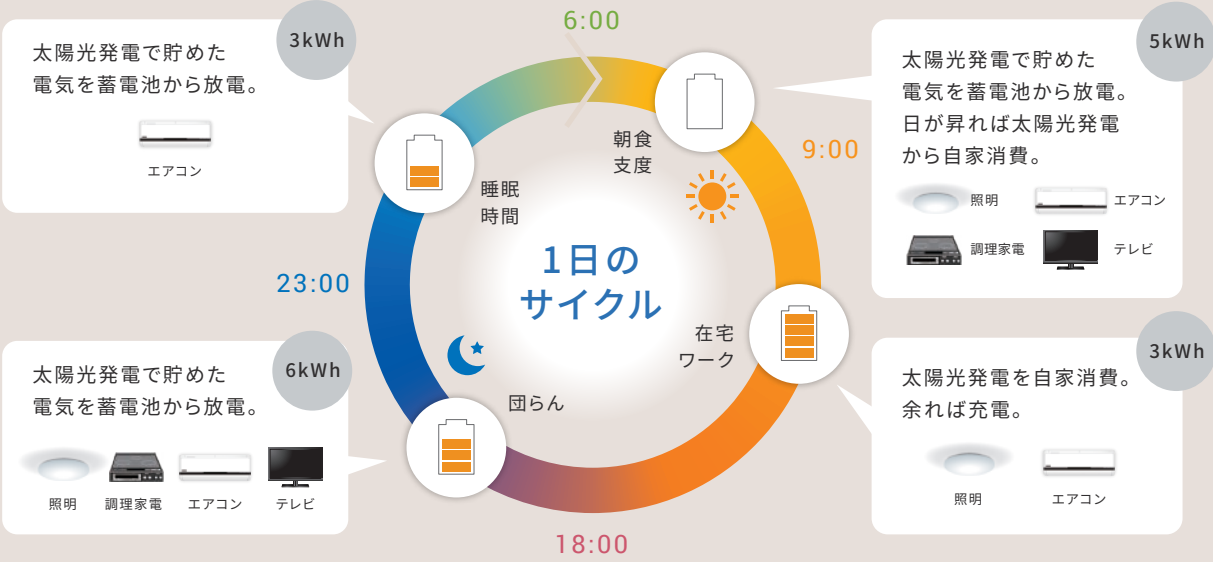 6:00
3kWh
太陽光発電で貯めた
電気を蓄電池から放電。
エアコン
5kWh
太陽光発電で貯めた
電気を蓄電池から放電。
日が昇れば太陽光発電
から自家消費。
照明
エアコン
調理家電
テレビ
朝食
支度
9:00
睡眠
時間
1日の
サイクル
23:00
在宅
ワーク
6kWh
太陽光発電で貯めた
電気を蓄電池から放電。
照明
調理家電
エアコン
テレビ
団らん
3kWh
太陽光発電を自家消費。
余れば充電。
照明
エアコン
18:00